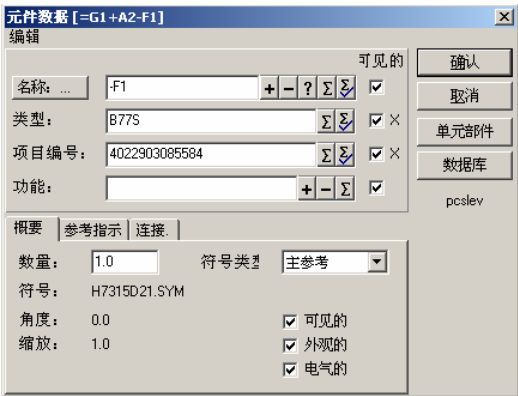 元件数据 [=G1+A2-F1]
编辑
可见的
名称: ... -F1 + - ? Σ Σ
类型: B77S Σ Σ X
项目编号: 4022903085584 Σ Σ X
功能: + - Σ
确认
取消
单元部件
数据库
pcslev
概要 参考指示 连接.
数量: 1.0 符号类型 主参考
符号: H7315D21.SYM
角度: 0.0 可见的
缩放: 1.0 外观的
电气的